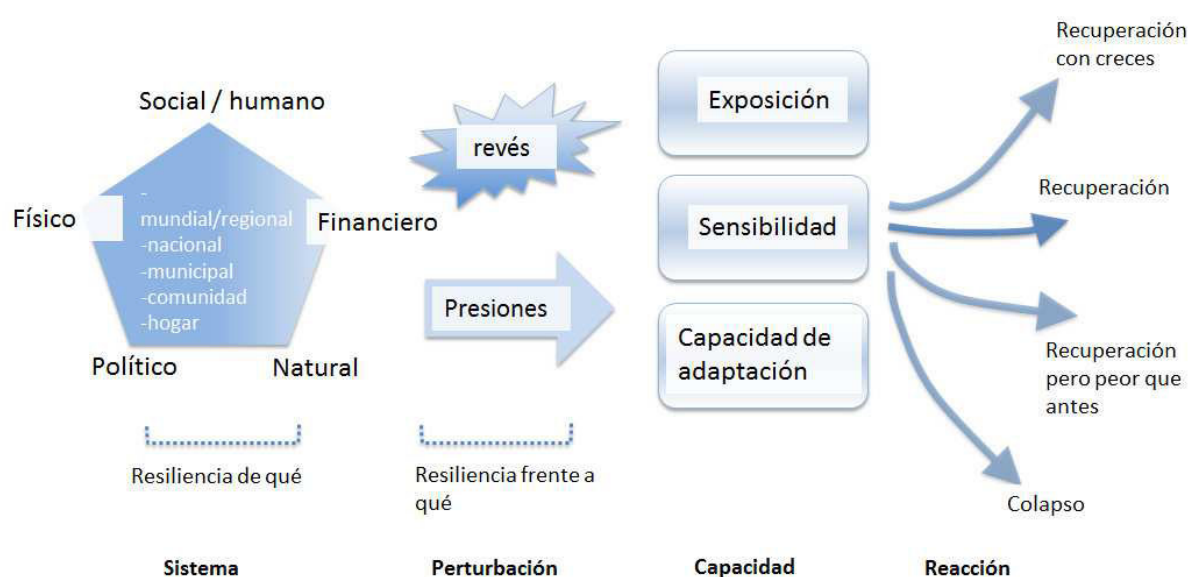 Social / humano
Físico
Financiero
Político
Natural
-
mundial/regional
-nacional
-municipal
-comunidad
-hogar
Resiliencia de qué
Sistema
revés
Presiones
Resiliencia frente a
qué
Perturbación
Exposición
Sensibilidad
Capacidad de
adaptación
Capacidad
Recuperación
con creces
Recuperación
Recuperación
pero peor que
antes
Colapso
Reacción